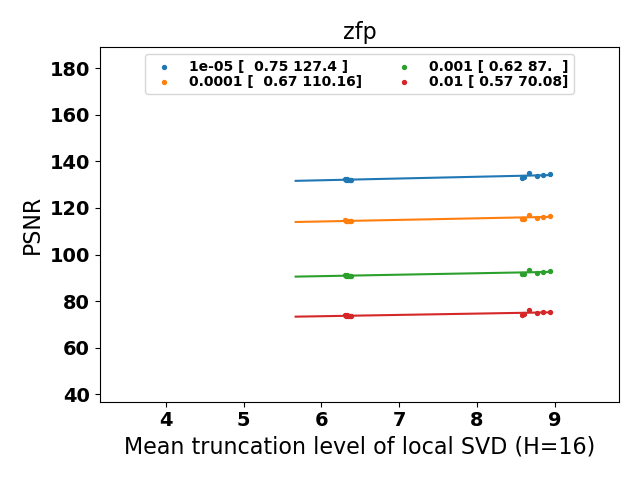 zfp
1e-05 [  0.75 127.4 ]
0.0001 [  0.67 110.16]
0.001 [ 0.62 87.  ]
0.01 [ 0.57 70.08]
180
160
140
120
100
80
60
40
PSNR
4 5 6 7 8 9
Mean truncation level of local SVD (H=16)